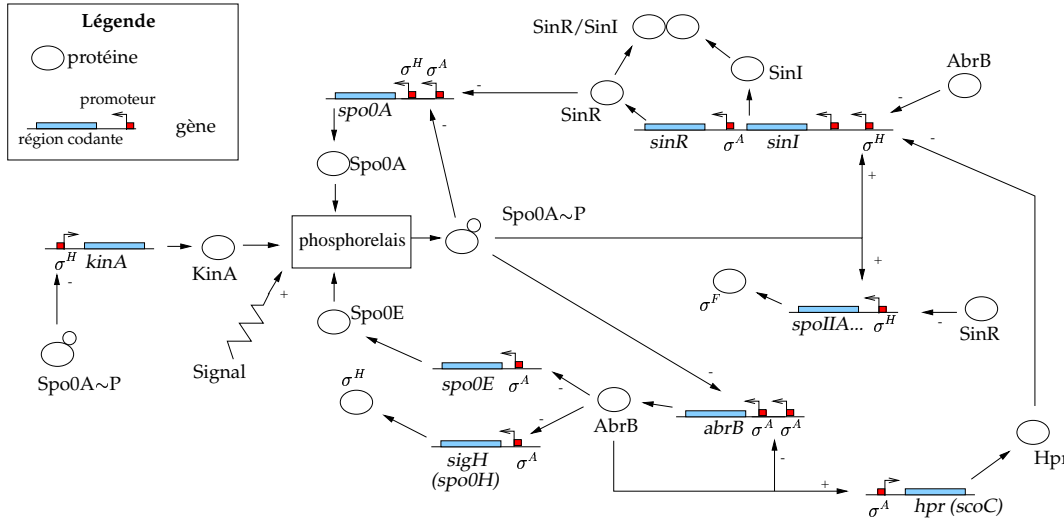 Légende
protéine
promoteur
région codante
gène
SinR/SinI
AbrB
SinI
SinR
-
σH σA
spo0A
-
sinR
σA
sinI
σH
-
-
-
Spo0A
+
Spo0A~P
phosphorelais
σH
kinA
KinA
+
-
+
Spo0E
σF
spoIIA...
σH
-
SinR
Spo0A~P
Signal
spo0E
σA
-
σH
-
-
AbrB
abrB
σA
σA
sigH
(spo0H)
σA
-
+
Hpr
σA
hpr (scoC)